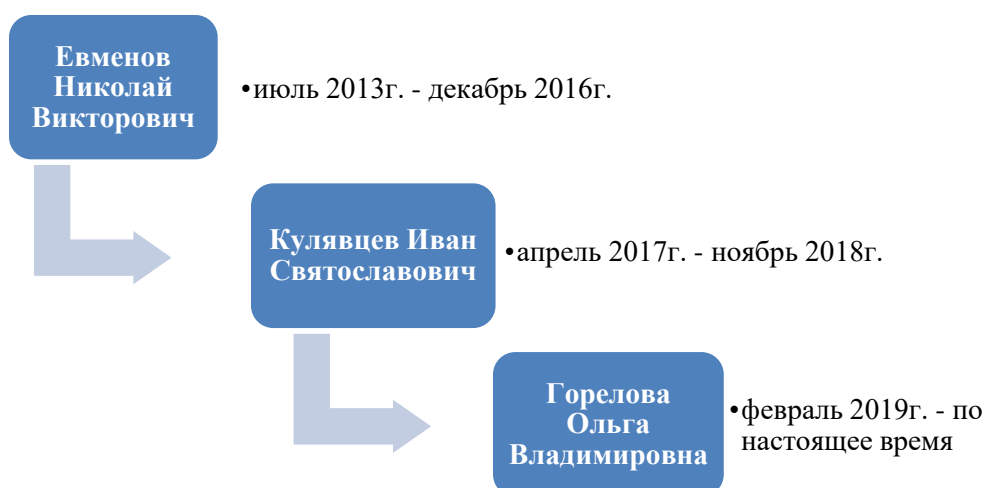 Евменов
Николай
Викторович
•июль 2013г. - декабрь 2016г.
Кулявцев Иван
Святославович
•апрель 2017г. - ноябрь 2018г.
Горелова
Ольга
Владимировна
•февраль 2019г. - по
настоящее время